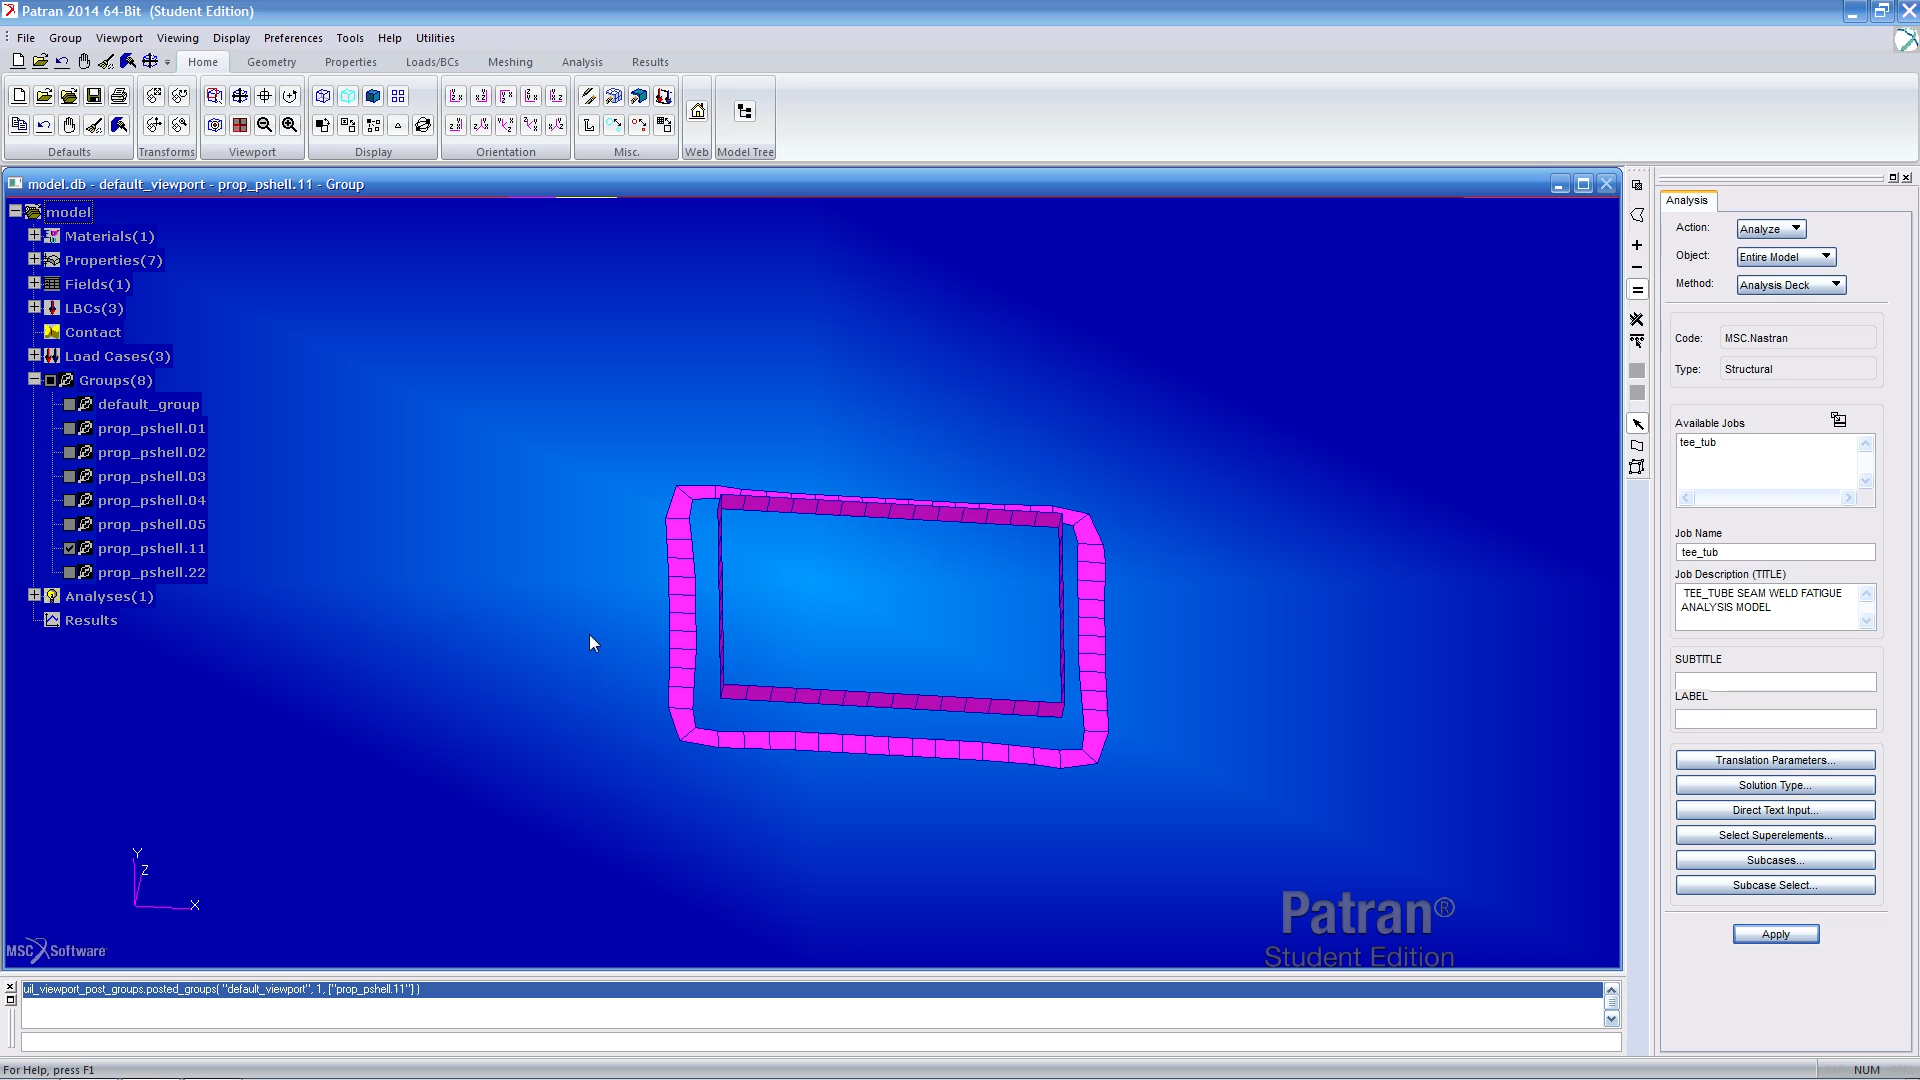 Patran 2014 64-Bit (Student Edition)
File Group Viewport Viewing Display Preferences Tools Help Utilities
Home Geometry Properties Loads/BCs Meshing Analysis Results
Defaults Transforms Viewport Display Orientation Misc. Web Model Tree
model.db - default_viewport - prop_pshell.11 - Group
model
Materials(1)
Properties(7)
Fields(1)
LBCs(3)
Contact
Load Cases(3)
Groups(8)
default_group
prop_pshell.01
prop_pshell.02
prop_pshell.03
prop_pshell.04
prop_pshell.05
prop_pshell.11
prop_pshell.22
Analyses(1)
Results
Y
Z
X
MSC Software
Patran®
Student Edition
Analysis
Action: Analyze
Object: Entire Model
Method: Analysis Deck
Code: MSC.Nastran
Type: Structural
Available Jobs
tee_tub
Job Name
tee_tub
Job Description (TITLE)
TEE_TUBE SEAM WELD FATIGUE
ANALYSIS MODEL
SUBTITLE
LABEL
Translation Parameters...
Solution Type...
Direct Text Input...
Select Superelements...
Subcases...
Subcase Select...
Apply
uil_viewport_post_groups.posted_groups( "default_viewport", 1, ["prop_pshell.11"] )
For Help, press F1
NUM